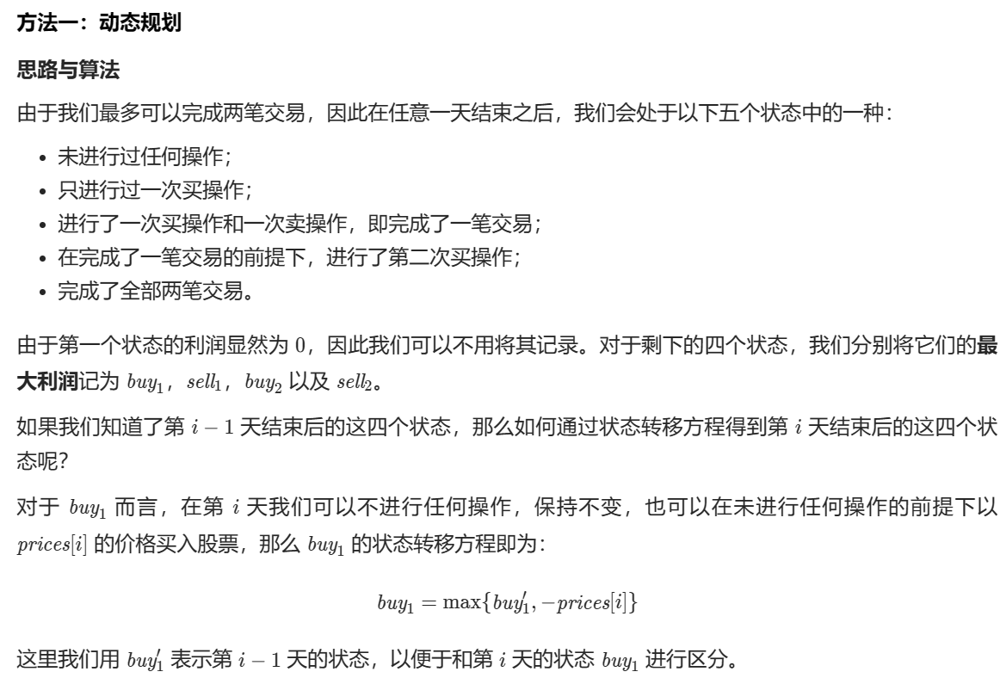 方法一：动态规划
思路与算法
由于我们最多可以完成两笔交易，因此在任意一天结束之后，我们会处于以下五个状态中的一种：
• 未进行过任何操作；
• 只进行过一次买操作；
• 进行了一次买操作和一次卖操作，即完成了一笔交易；
• 在完成了一笔交易的前提下，进行了第二次买操作；
• 完成了全部两笔交易。
由于第一个状态的利润显然为 0，因此我们可以不用将其记录。对于剩下的四个状态，我们分别将它们的最
大利润记为 buy₁，sell₁，buy₂ 以及 sell₂。
如果我们知道了第 i − 1 天结束后的这四个状态，那么如何通过状态转移方程得到第 i 天结束后的这四个状
态呢？
对于 buy₁ 而言，在第 i 天我们可以不进行任何操作，保持不变，也可以在未进行任何操作的前提下以
prices[i] 的价格买入股票，那么 buy₁ 的状态转移方程即为：
buy₁ = max{buy₁′, −prices[i]}
这里我们用 buy₁′ 表示第 i − 1 天的状态，以便于和第 i 天的状态 buy₁ 进行区分。